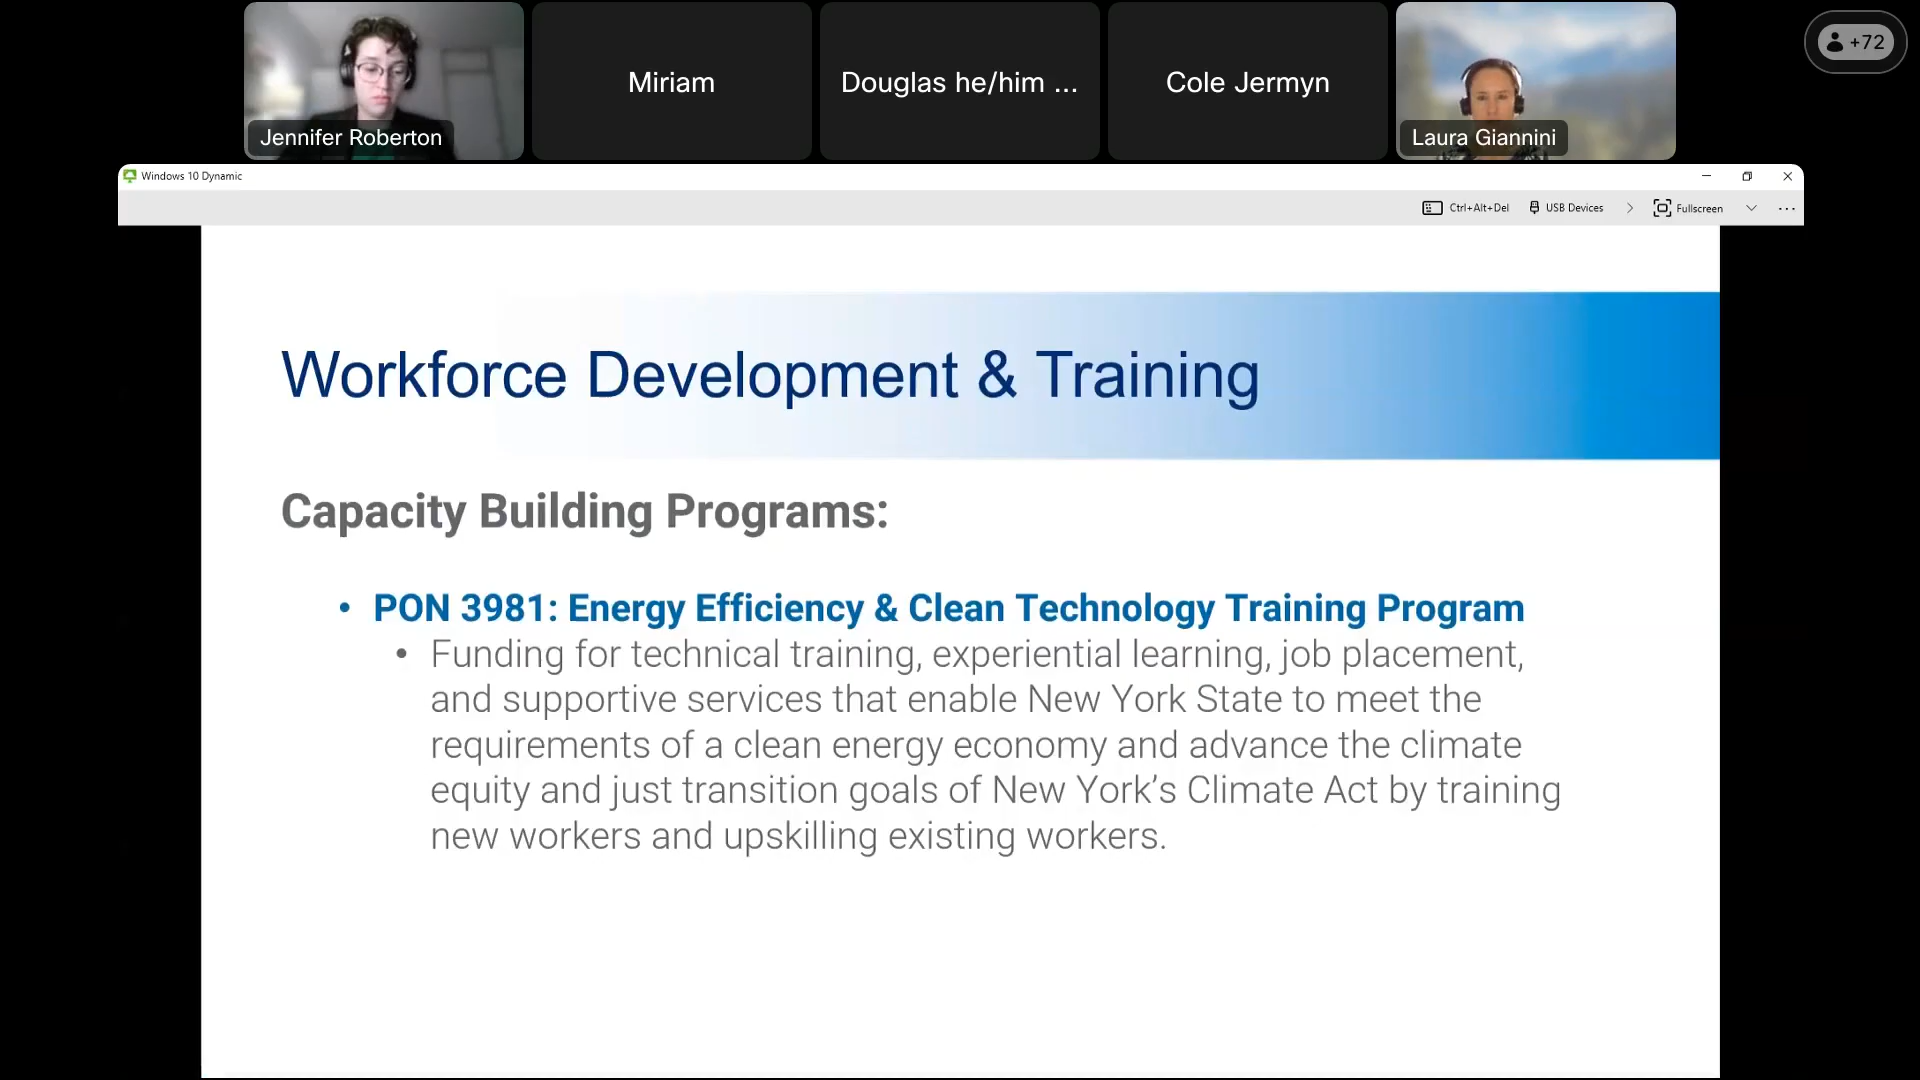 Miriam
Douglas he/him ...
Cole Jermyn
+72
Jennifer Roberton
Laura Giannini
Windows 10 Dynamic
Ctrl+Alt+Del
USB Devices
Fullscreen
Workforce Development & Training
Capacity Building Programs:
• PON 3981: Energy Efficiency & Clean Technology Training Program
• Funding for technical training, experiential learning, job placement,
and supportive services that enable New York State to meet the
requirements of a clean energy economy and advance the climate
equity and just transition goals of New York’s Climate Act by training
new workers and upskilling existing workers.